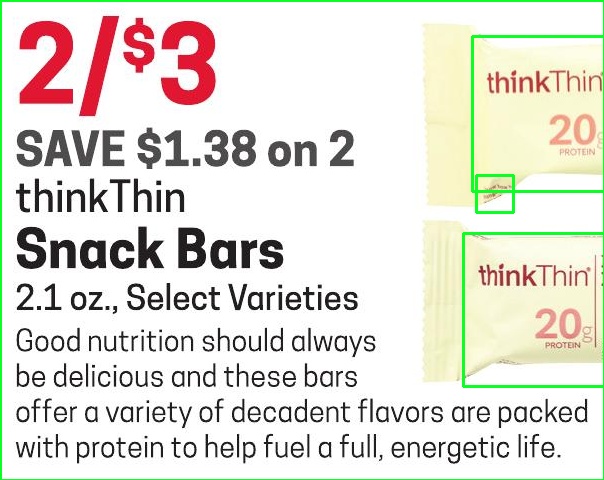 2/$3
SAVE $1.38 on 2
thinkThin
Snack Bars
2.1 oz., Select Varieties
Good nutrition should always
be delicious and these bars
offer a variety of decadent flavors are packed
with protein to help fuel a full, energetic life.
thinkThin
20g
PROTEIN
thinkThin®
20g
PROTEIN